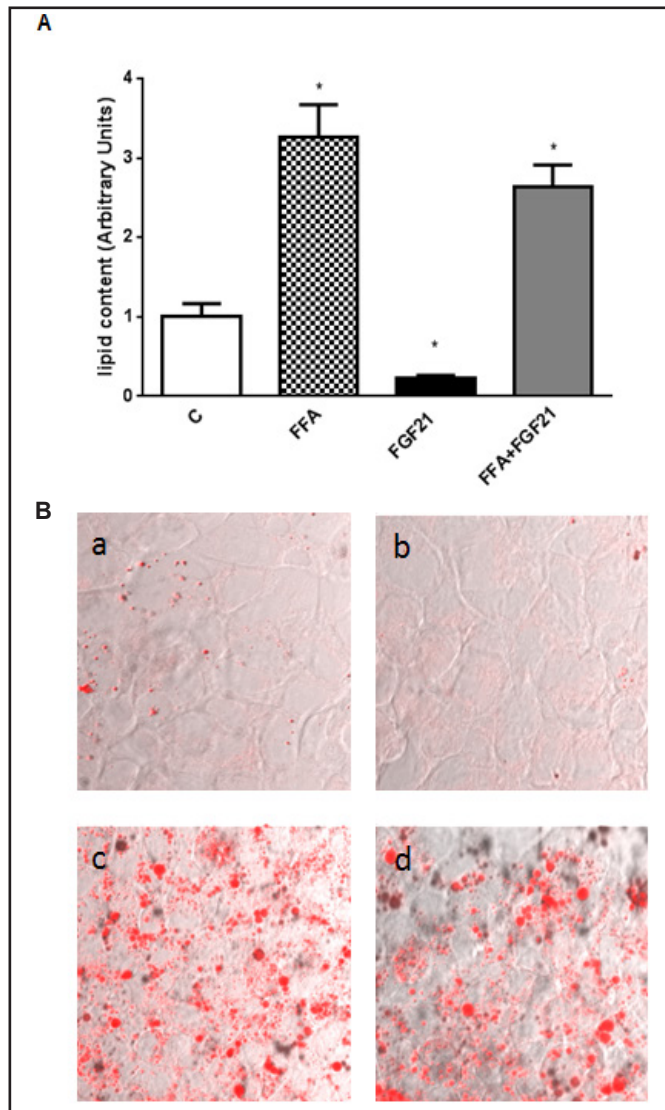 A
lipid content (Arbitrary Units)
4
3
2
1
0
*
*
*
C
FFA
FGF21
FFA+FGF21
B
a
b
c
d